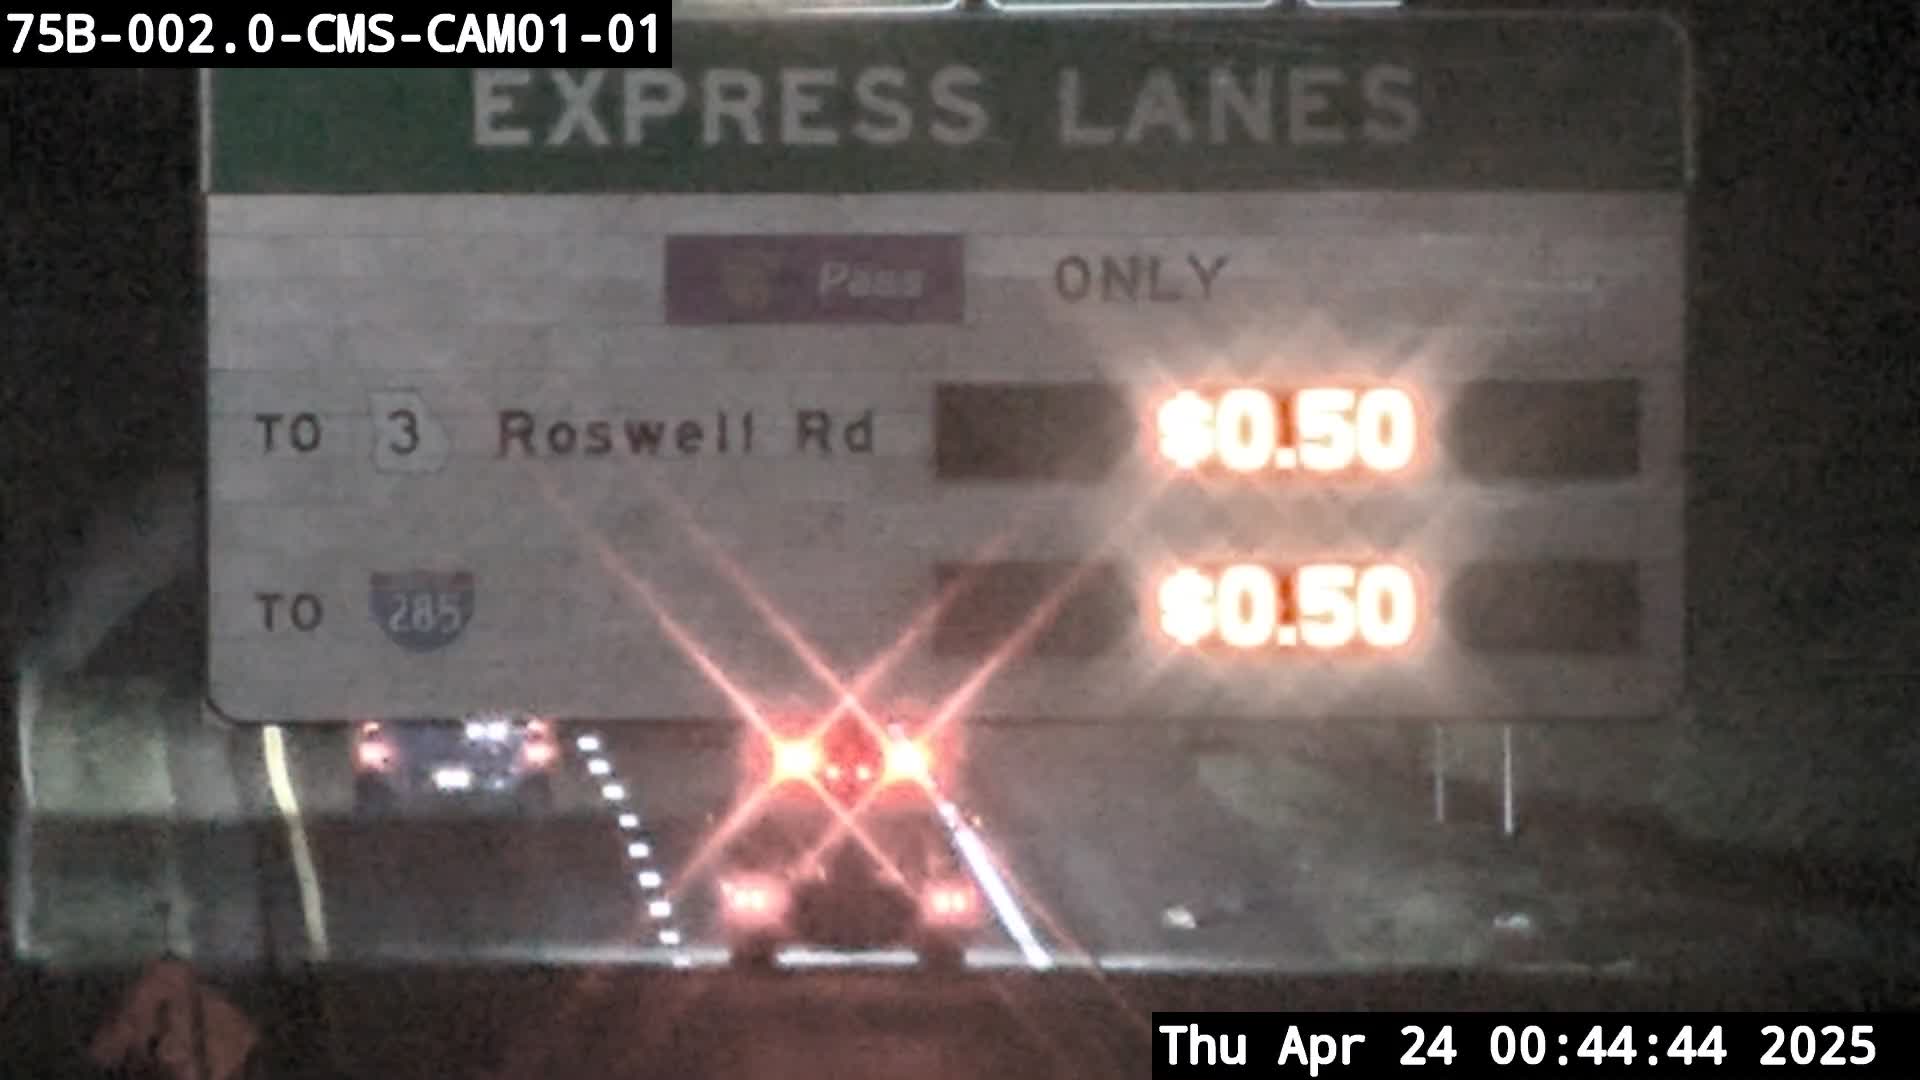 75B-002.0-CMS-CAM01-01
EXPRESS LANES
Pass ONLY
TO 3 Roswell Rd $0.50
TO 285 $0.50
Thu Apr 24 00:44:44 2025